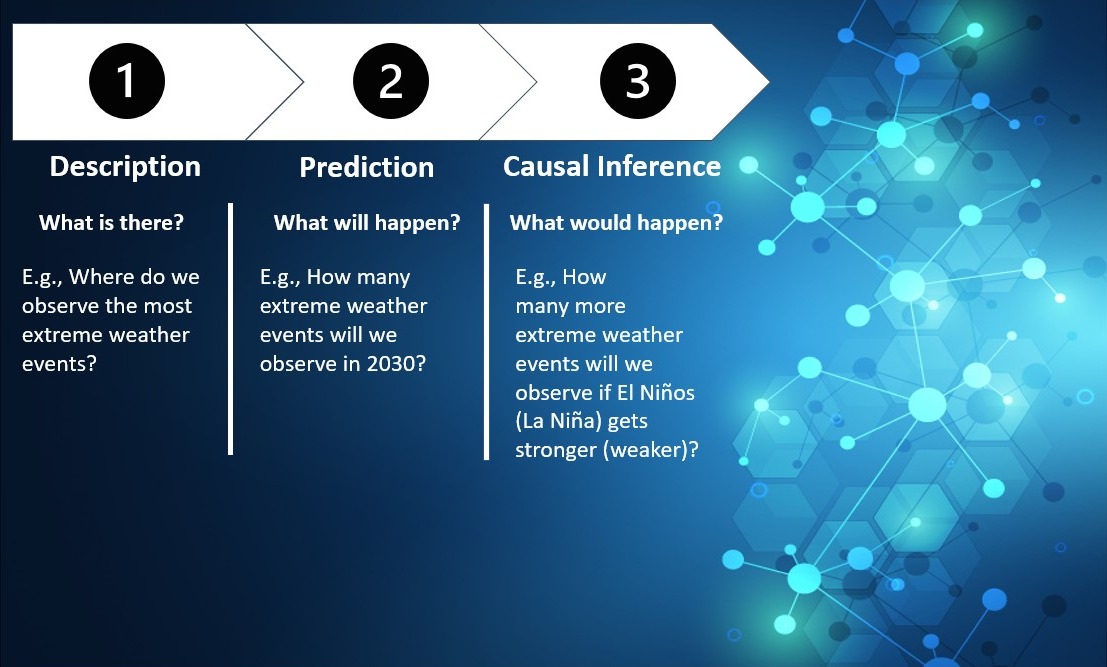 1
2
3
Description
Prediction
Causal Inference
What is there?
E.g., Where do we
observe the most
extreme weather
events?
What will happen?
E.g., How many
extreme weather
events will we
observe in 2030?
What would happen?
E.g., How
many more
extreme weather
events will we
observe if El Niños
(La Niña) gets
stronger (weaker)?